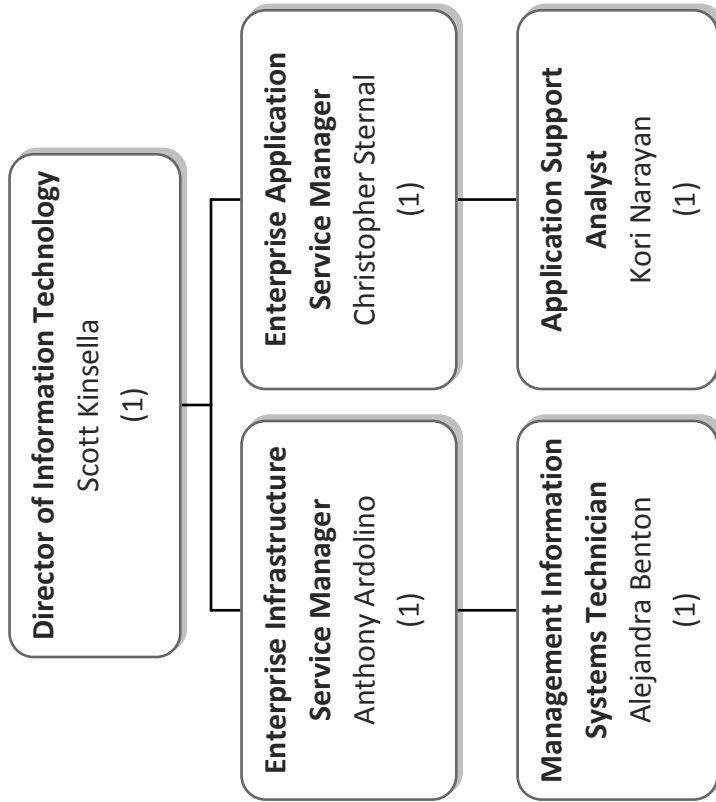 Director of Information Technology
Scott Kinsella
(1)
Enterprise Infrastructure
Service Manager
Anthony Ardolino
(1)
Enterprise Application
Service Manager
Christopher Sternal
(1)
Management Information
Systems Technician
Alejandra Benton
(1)
Application Support
Analyst
Kori Narayan
(1)